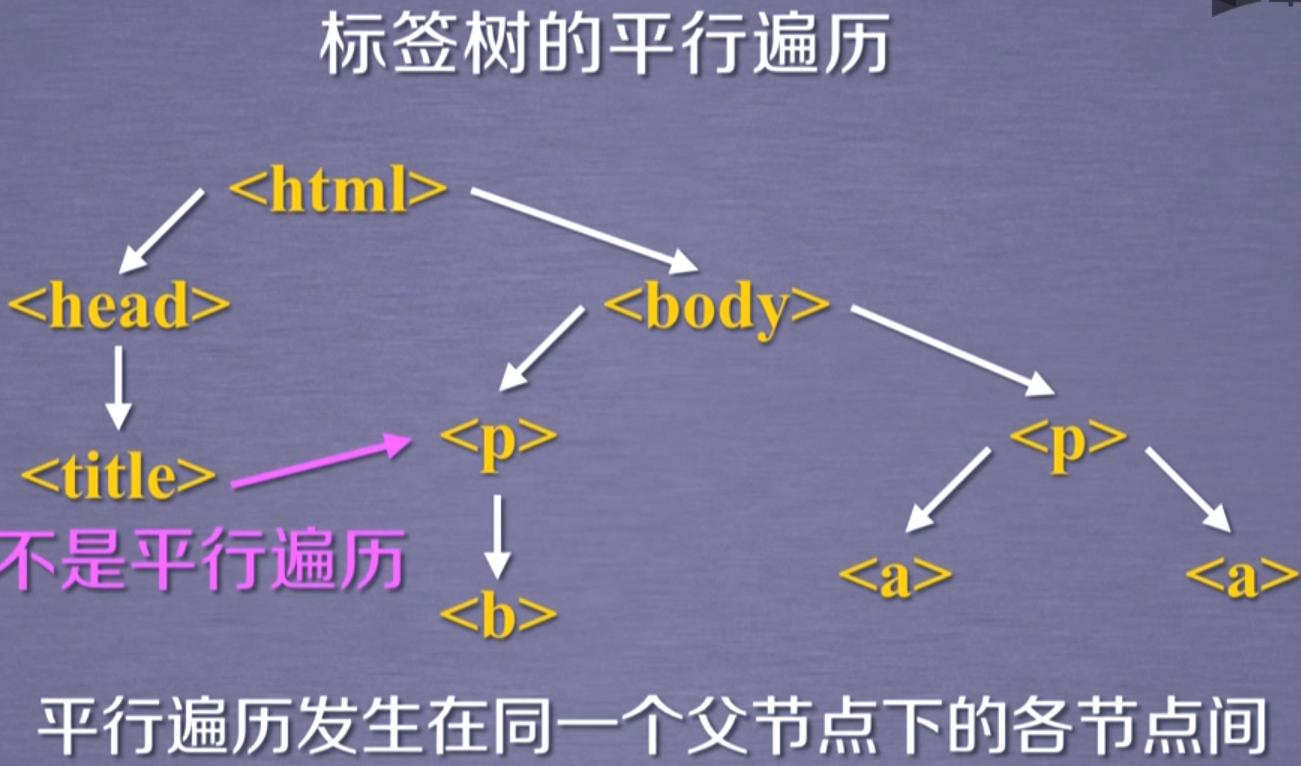 标签树的平行遍历
<html>
<head>
<body>
<p>
<p>
<title>
不是平行遍历
<a>
<a>
<b>
平行遍历发生在同一个父节点下的各节点间